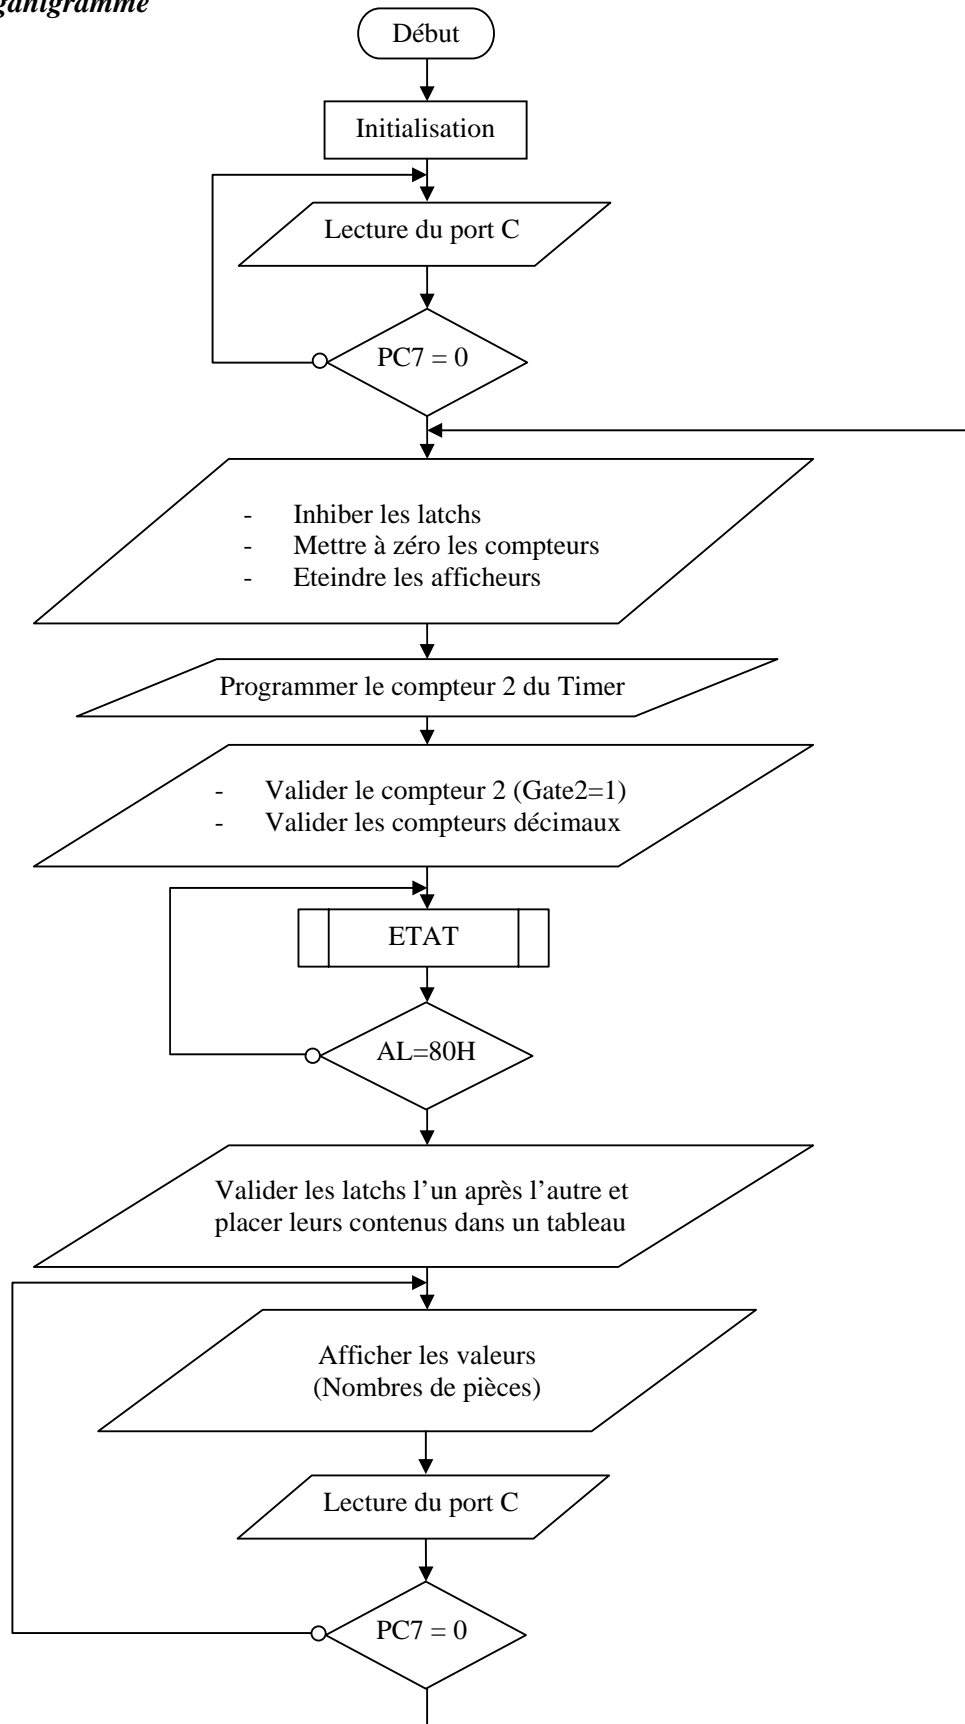 ganigramme
Début
Initialisation
Lecture du port C
PC7 = 0
- Inhiber les latchs
- Mettre à zéro les compteurs
- Eteindre les afficheurs
Programmer le compteur 2 du Timer
- Valider le compteur 2 (Gate2=1)
- Valider les compteurs décimaux
ETAT
AL=80H
Valider les latchs l’un après l’autre et
placer leurs contenus dans un tableau
Afficher les valeurs
(Nombres de pièces)
Lecture du port C
PC7 = 0